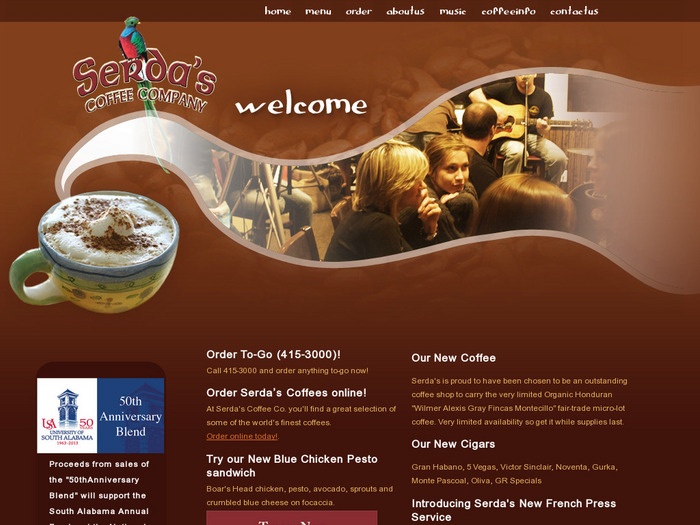 home menu order aboutus music coffeeinfo contactus
Serda's
COFFEE COMPANY
welcome
Order To-Go (415-3000)!
Call 415-3000 and order anything to-go now!
Order Serda's Coffees online!
At Serda's Coffee Co. you'll find a great selection of
some of the world's finest coffees.
Order online today!.
Try our New Blue Chicken Pesto
sandwich
Boar's Head chicken, pesto, avocado, sprouts and
crumbled blue cheese on focaccia.
Our New Coffee
Serda's is proud to have been chosen to be an outstanding
coffee shop to carry the very limited Organic Honduran
"Wilmer Alexis Gray Fincas Montecillo" fair-trade micro-lot
coffee. Very limited availability so get it while supplies last.
Our New Cigars
Gran Habano, 5 Vegas, Victor Sinclair, Noventa, Gurka,
Monte Pascoal, Oliva, GR Specials
Introducing Serda's New French Press
Service
USA 50 YEARS
UNIVERSITY OF
SOUTH ALABAMA
1963-2013
50th
Anniversary
Blend
Proceeds from sales of
the "50thAnniversary
Blend" will support the
South Alabama Annual